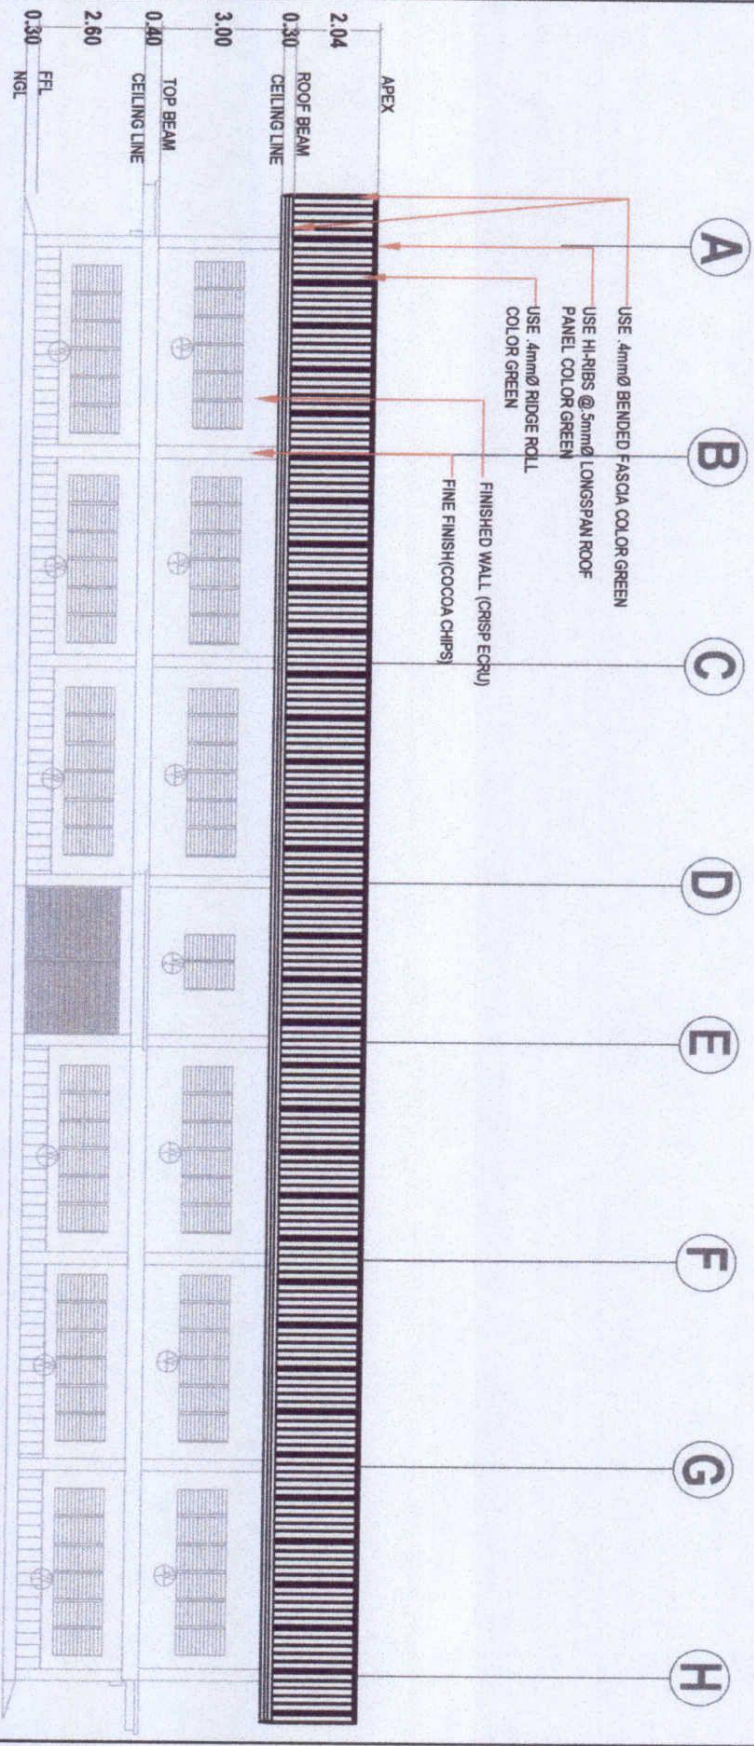 A
B
C
D
E
F
G
H
USE .4mmØ BENDED FASCIA COLOR GREEN
USE HI-RIBS @.5mmØ LONGSPAN ROOF
PANEL COLOR GREEN
USE .4mmØ RIDGE ROLL
COLOR GREEN
FINISHED WALL (CRISP ECRU)
FINE FINISH(COCOA CHIPS)
APEX
2.04
ROOF BEAM
0.30
CEILING LINE
3.00
TOP BEAM
0.40
CEILING LINE
2.60
FFL
0.30
NGL